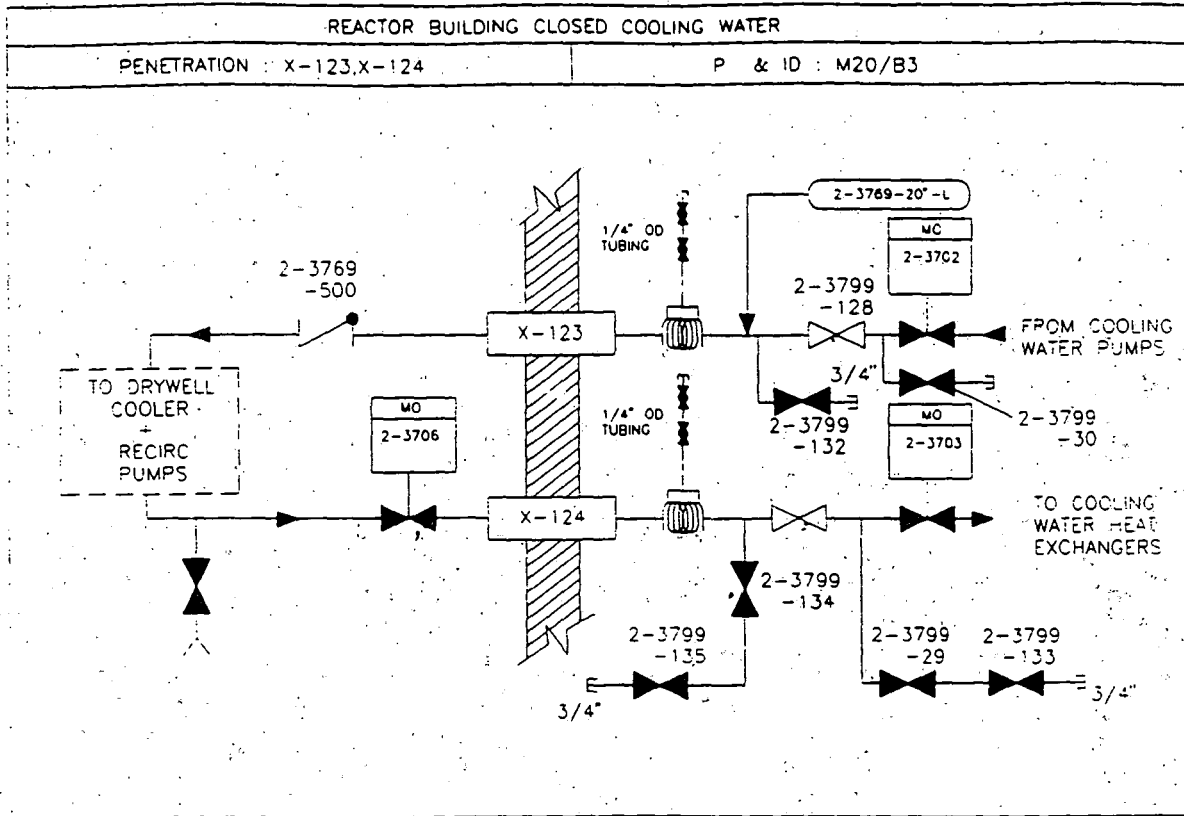 REACTOR BUILDING CLOSED COOLING WATER
PENETRATION : X-123,X-124
P & ID : M20/B3
2-3769-20"-L
1/4" OD
TUBING
MO
2-3702
2-3769
-500
2-3799
-128
X-123
FROM COOLING
WATER PUMPS
TO DRYWELL
COOLER
+
RECIRC
PUMPS
MO
2-3706
1/4" OD
TUBING
3/4"
2-3799
-132
2-3799
-30
MO
2-3703
X-124
TO COOLING
WATER HEAT
EXCHANGERS
2-3799
-134
2-3799
-135
2-3799
-29
2-3799
-133
3/4"
3/4"